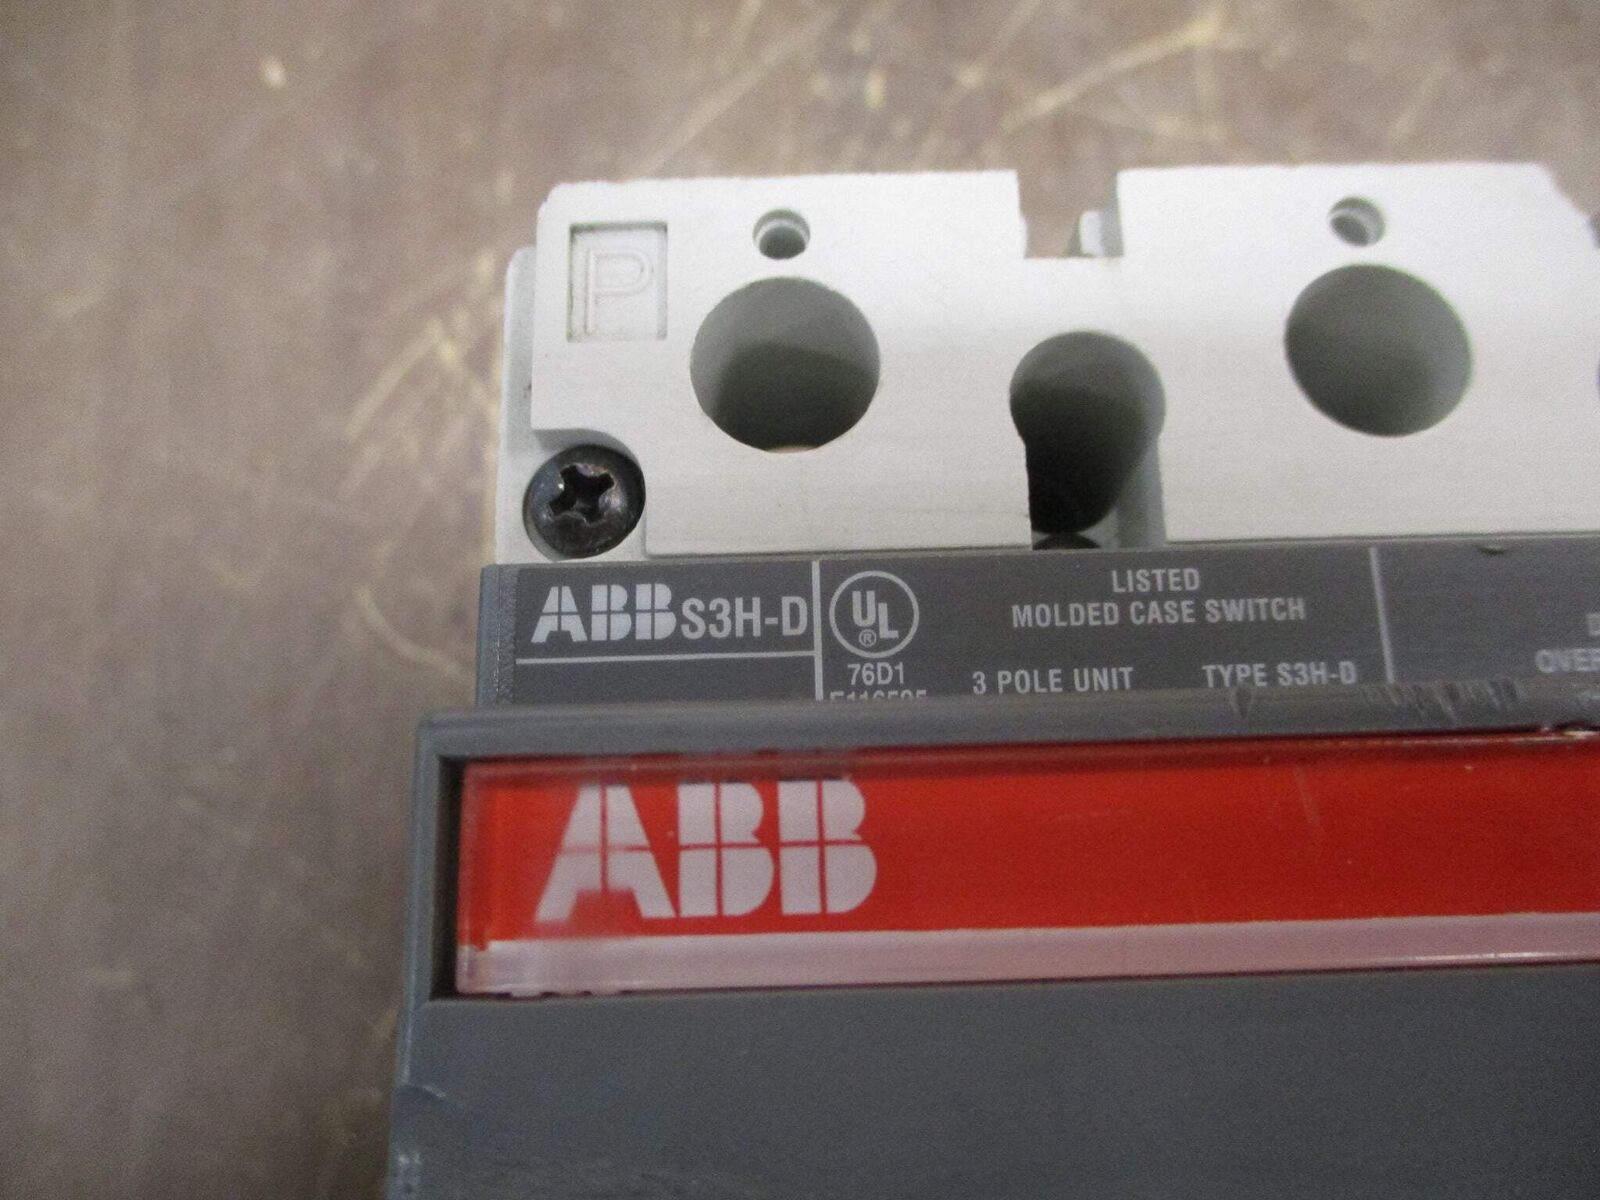 P
ABB S3H-D
UL
®
LISTED
MOLDED CASE SWITCH
76D1
3 POLE UNIT TYPE S3H-D
ABB